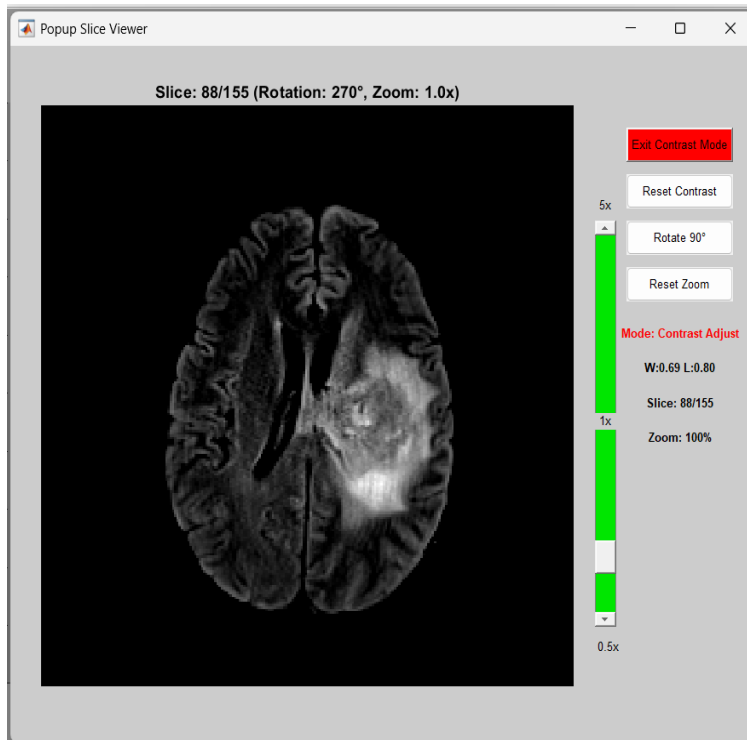 Popup Slice Viewer
Slice: 88/155 (Rotation: 270°, Zoom: 1.0x)
Exit Contrast Mode
Reset Contrast
5x
Rotate 90°
Reset Zoom
Mode: Contrast Adjust
W:0.69 L:0.80
Slice: 88/155
1x
Zoom: 100%
0.5x